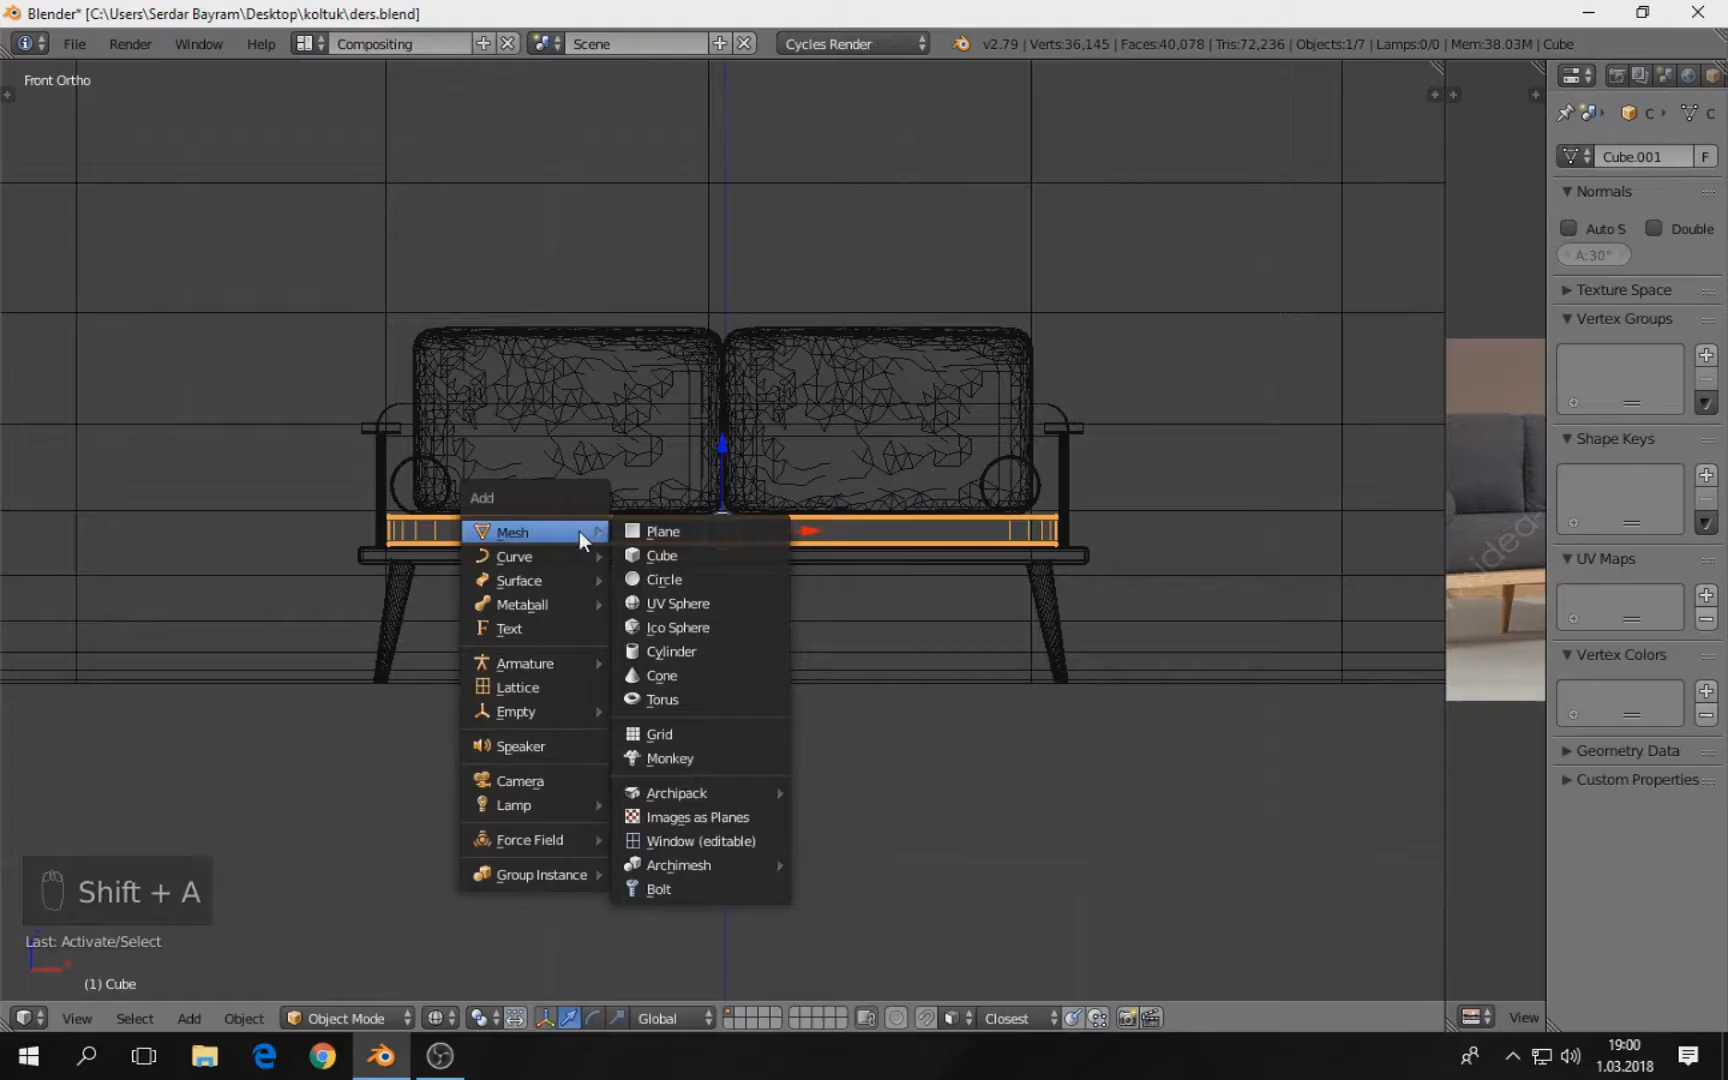 Blender* [C:\Users\Serdar Bayram\Desktop\koltuk\ders.blend]
File Render Window Help Compositing Scene Cycles Render v2.79 | Verts:36,145 | Faces:40,078 | Tris:72,236 | Objects:1/7 | Lamps:0/0 | Mem:38.03M | Cube
Front Ortho
C C
Cube.001 F
Normals
Auto S Double
A:30°
Texture Space
Vertex Groups
Shape Keys
UV Maps
Vertex Colors
Geometry Data
Custom Properties
Add
Mesh
Curve
Surface
Metaball
Text
Armature
Lattice
Empty
Speaker
Camera
Lamp
Force Field
Group Instance
Plane
Cube
Circle
UV Sphere
Ico Sphere
Cylinder
Cone
Torus
Grid
Monkey
Archipack
Images as Planes
Window (editable)
Archimesh
Bolt
idea
Shift + A
Last: Activate/Select
(1) Cube
View Select Add Object Object Mode Global Closest View
19:00
1.03.2018